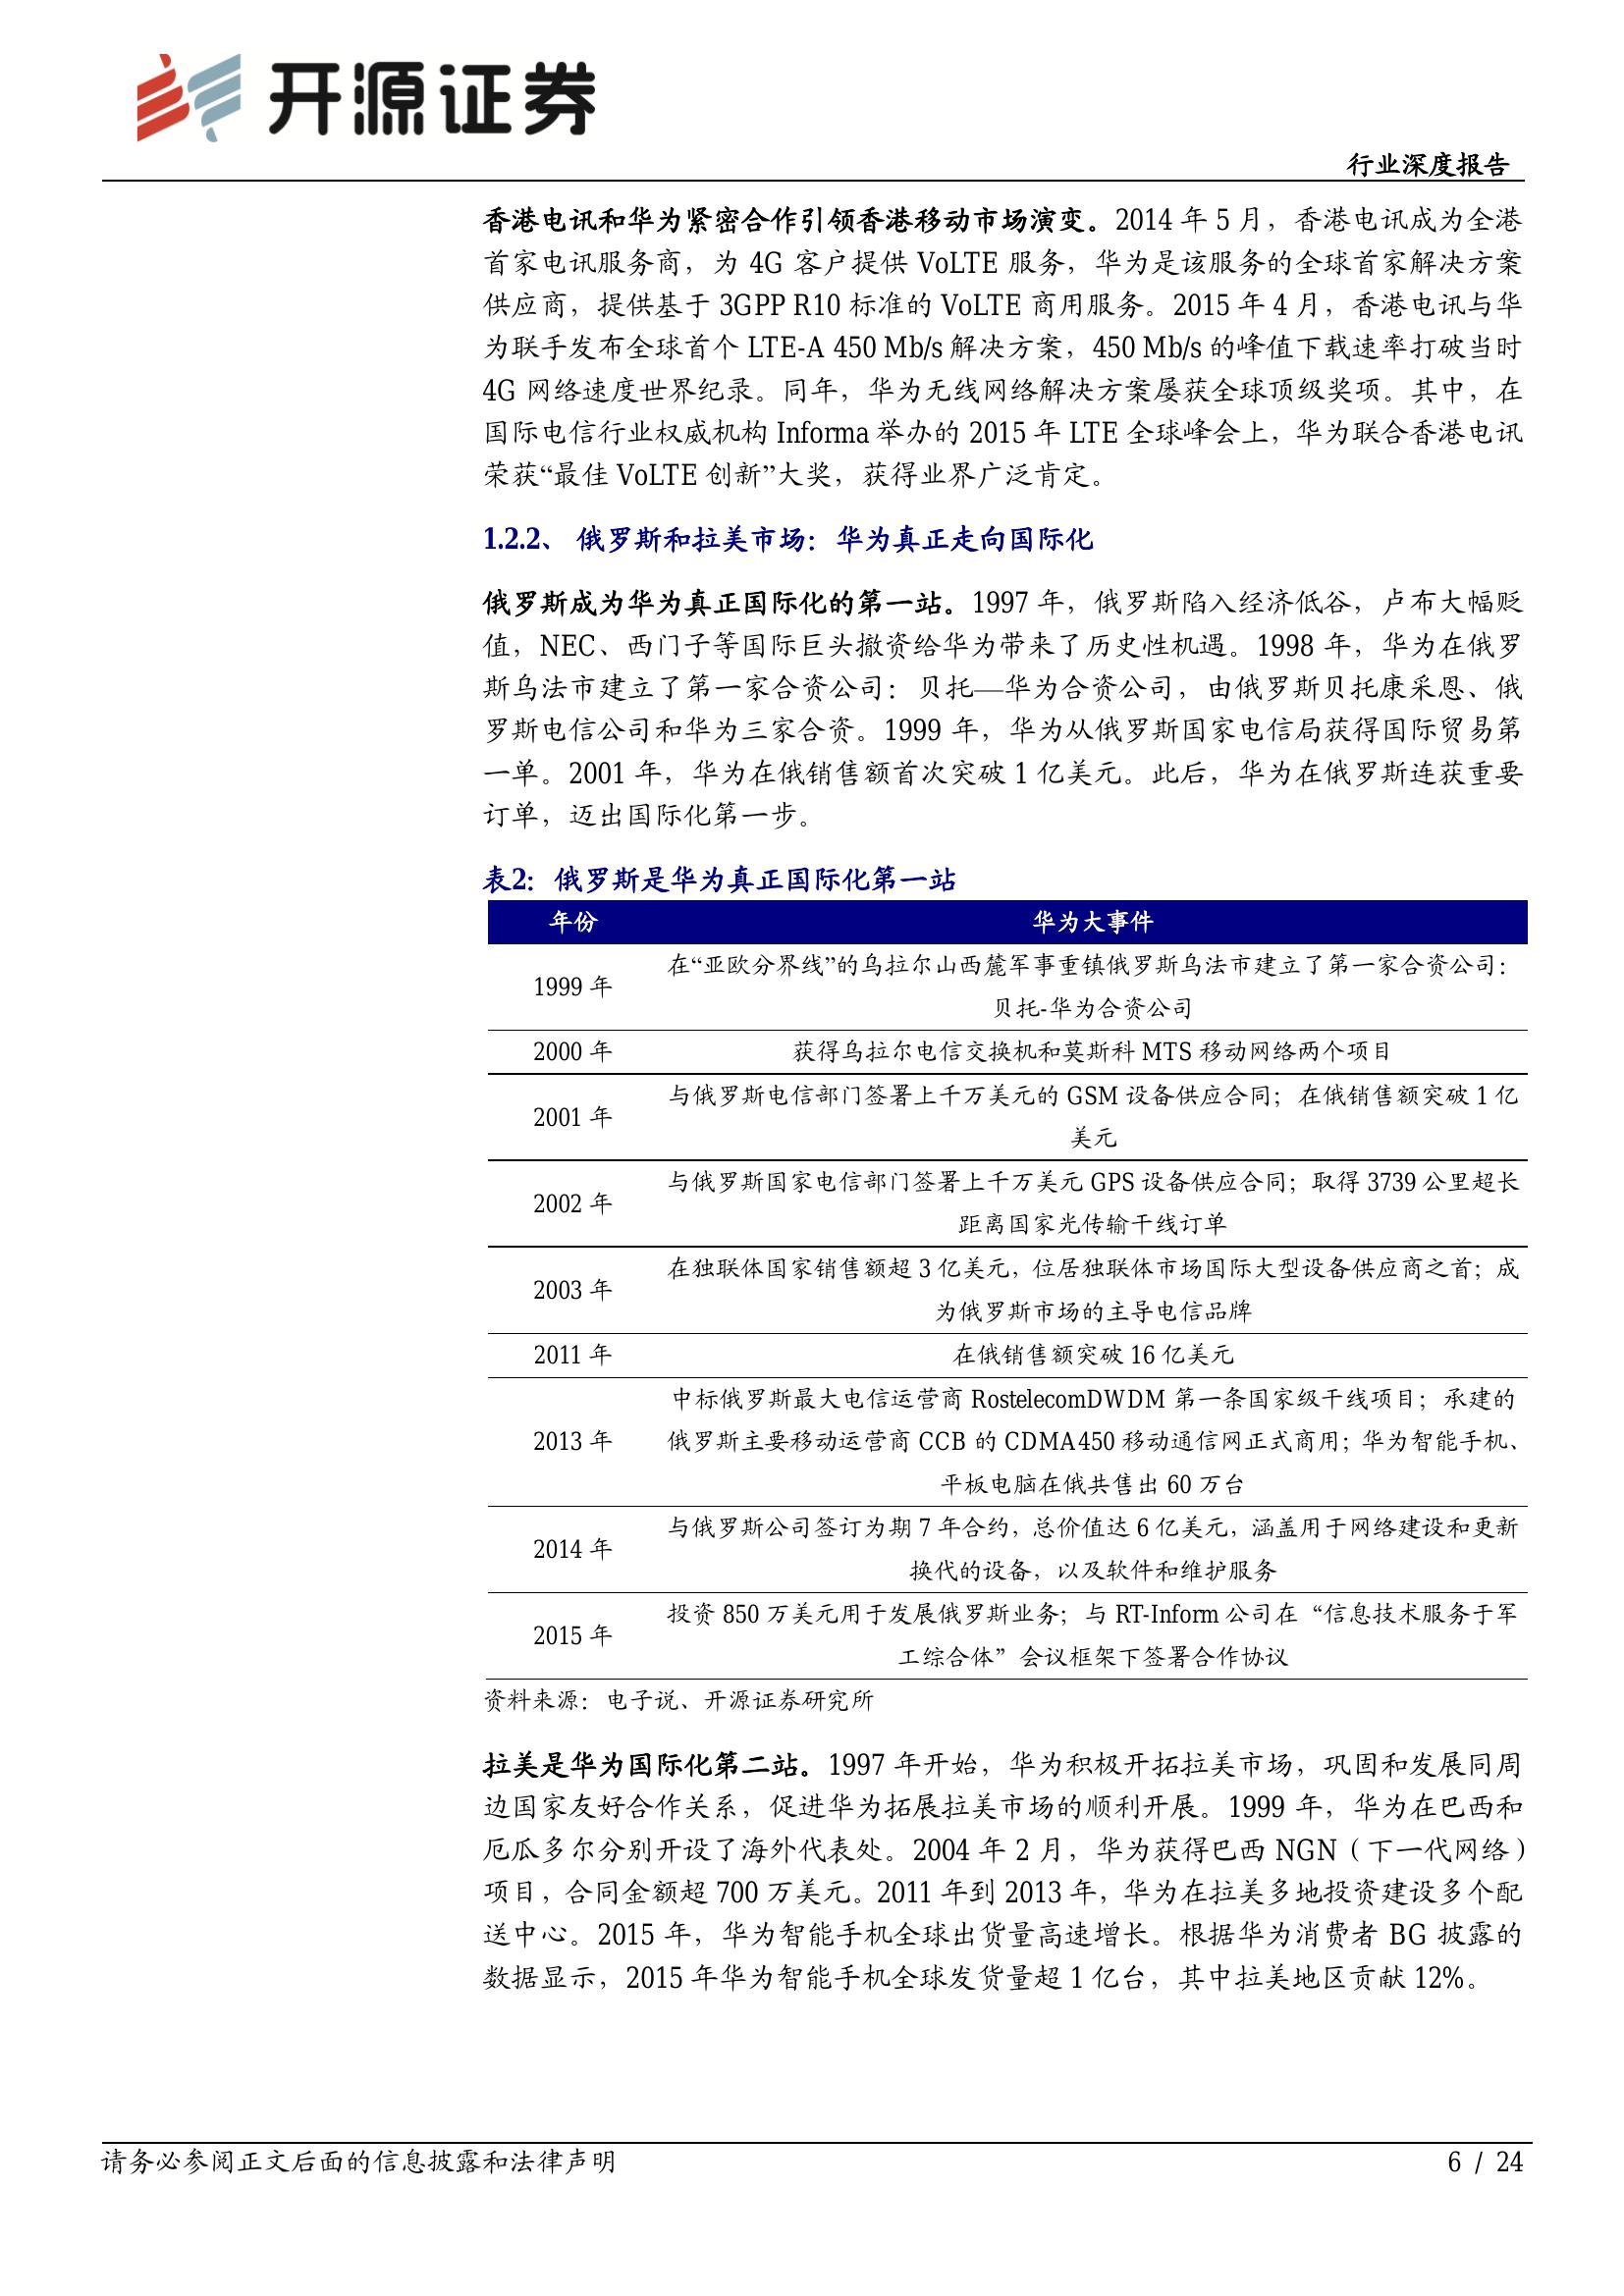 开源证券
行业深度报告
香港电讯和华为紧密合作引领香港移动市场演变。2014 年 5 月，香港电讯成为全港
首家电讯服务商，为 4G 客户提供 VoLTE 服务，华为是该服务的全球首家解决方案
供应商，提供基于 3GPP R10 标准的 VoLTE 商用服务。2015 年 4 月，香港电讯与华
为联手发布全球首个 LTE-A 450 Mb/s 解决方案，450 Mb/s 的峰值下载速率打破当时
4G 网络速度世界纪录。同年，华为无线网络解决方案屡获全球顶级奖项。其中，在
国际电信行业权威机构 Informa 举办的 2015 年 LTE 全球峰会上，华为联合香港电讯
荣获“最佳 VoLTE 创新”大奖，获得业界广泛肯定。
1.2.2、 俄罗斯和拉美市场：华为真正走向国际化
俄罗斯成为华为真正国际化的第一站。1997 年，俄罗斯陷入经济低谷，卢布大幅贬
值，NEC、西门子等国际巨头撤资给华为带来了历史性机遇。1998 年，华为在俄罗
斯乌法市建立了第一家合资公司：贝托—华为合资公司，由俄罗斯贝托康采恩、俄
罗斯电信公司和华为三家合资。1999 年，华为从俄罗斯国家电信局获得国际贸易第
一单。2001 年，华为在俄销售额首次突破 1 亿美元。此后，华为在俄罗斯连获重要
订单，迈出国际化第一步。
表2：俄罗斯是华为真正国际化第一站
年份 华为大事件
1999 年 在“亚欧分界线”的乌拉尔山西麓军事重镇俄罗斯乌法市建立了第一家合资公司：
贝托-华为合资公司
2000 年 获得乌拉尔电信交换机和莫斯科 MTS 移动网络两个项目
2001 年 与俄罗斯电信部门签署上千万美元的 GSM 设备供应合同；在俄销售额突破 1 亿
美元
2002 年 与俄罗斯国家电信部门签署上千万美元 GPS 设备供应合同；取得 3739 公里超长
距离国家光传输干线订单
2003 年 在独联体国家销售额超 3 亿美元，位居独联体市场国际大型设备供应商之首；成
为俄罗斯市场的主导电信品牌
2011 年 在俄销售额突破 16 亿美元
2013 年 中标俄罗斯最大电信运营商 RostelecomDWDM 第一条国家级干线项目；承建的
俄罗斯主要移动运营商 CCB 的 CDMA450 移动通信网正式商用；华为智能手机、
平板电脑在俄共售出 60 万台
2014 年 与俄罗斯公司签订为期 7 年合约，总价值达 6 亿美元，涵盖用于网络建设和更新
换代的设备，以及软件和维护服务
2015 年 投资 850 万美元用于发展俄罗斯业务；与 RT-Inform 公司在“信息技术服务于军
工综合体”会议框架下签署合作协议
资料来源：电子说、开源证券研究所
拉美是华为国际化第二站。1997 年开始，华为积极开拓拉美市场，巩固和发展同周
边国家友好合作关系，促进华为拓展拉美市场的顺利开展。1999 年，华为在巴西和
厄瓜多尔分别开设了海外代表处。2004 年 2 月，华为获得巴西 NGN（下一代网络）
项目，合同金额超 700 万美元。2011 年到 2013 年，华为在拉美多地投资建设多个配
送中心。2015 年，华为智能手机全球出货量高速增长。根据华为消费者 BG 披露的
数据显示，2015 年华为智能手机全球发货量超 1 亿台，其中拉美地区贡献 12%。
请务必参阅正文后面的信息披露和法律声明
6 / 24